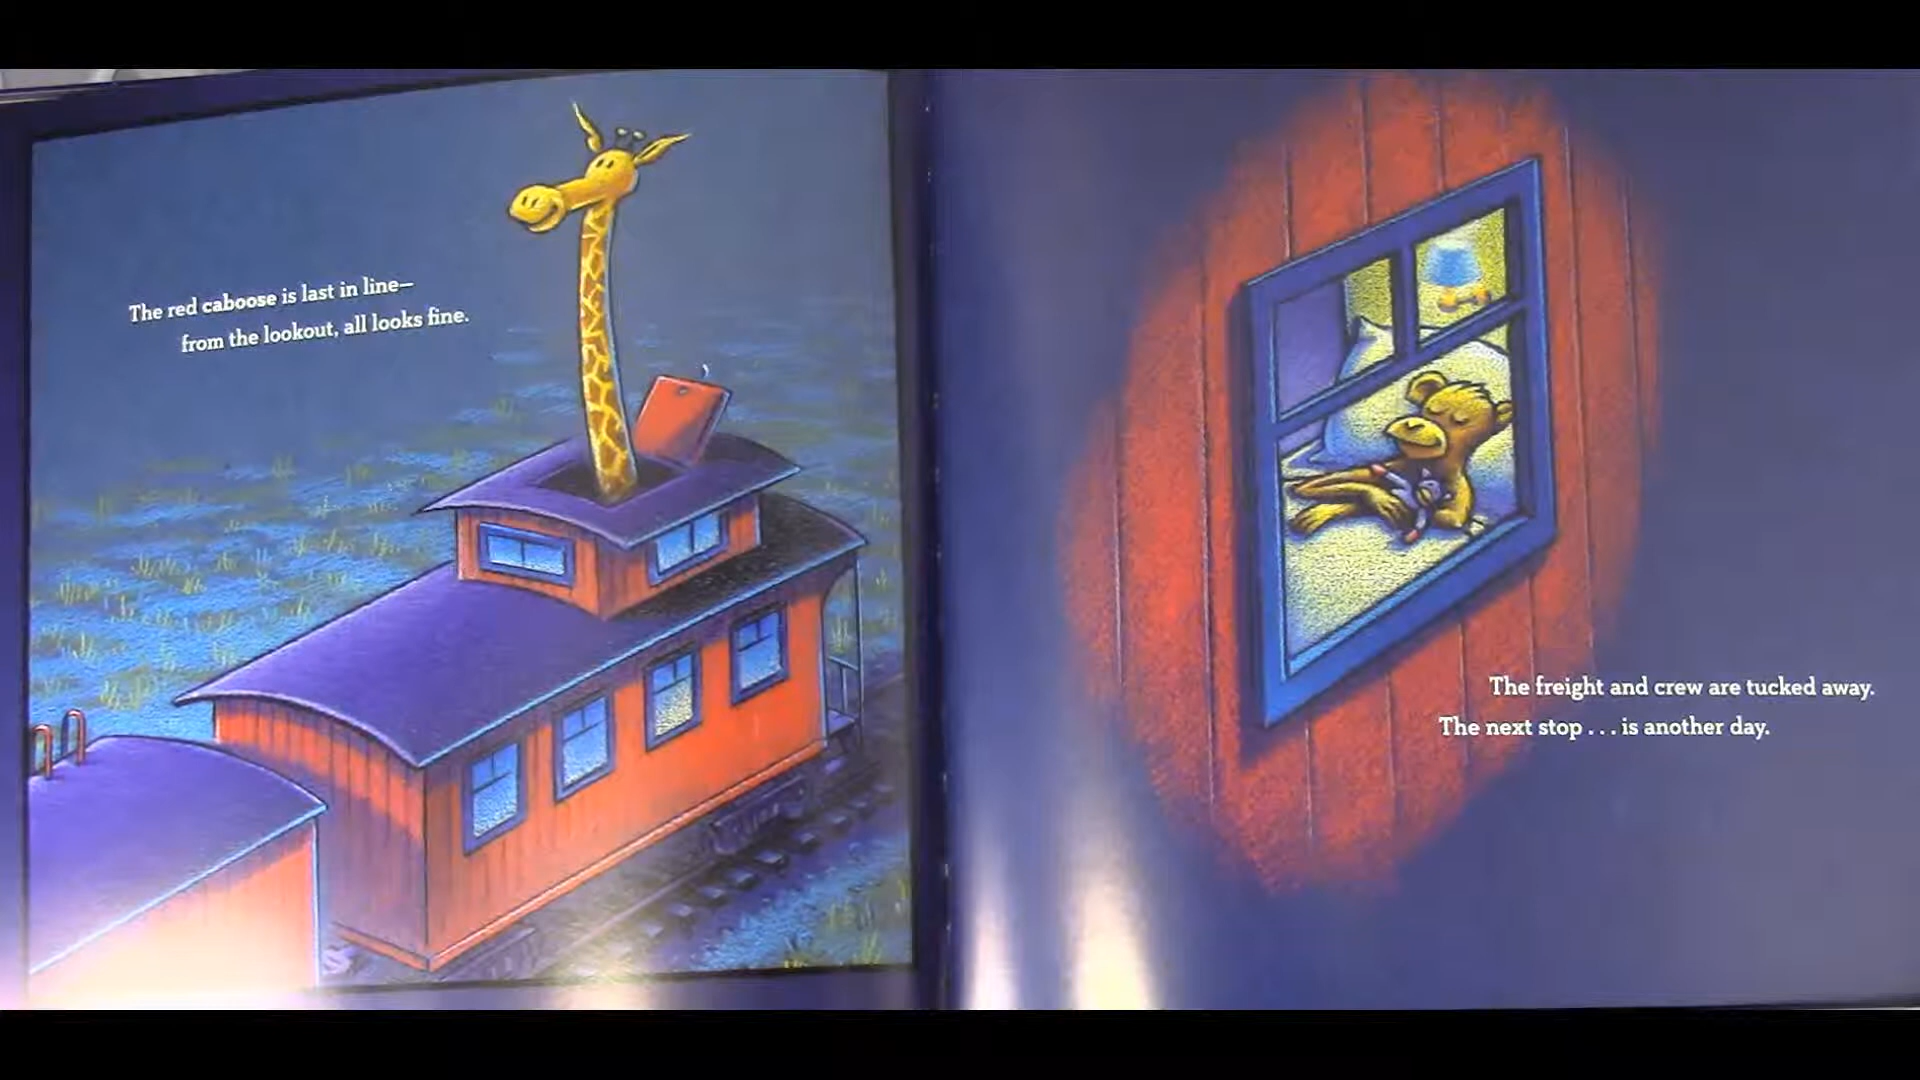 The red caboose is last in line—
from the lookout, all looks fine.
The freight and crew are tucked away.
The next stop . . . is another day.